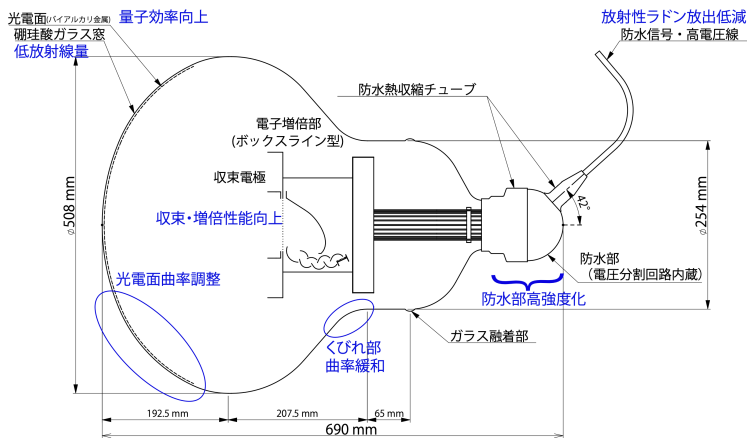 光電面(バイアルカリ金属)
量子効率向上
硼珪酸ガラス窓
低放射線量
放射性ラドン放出低減
防水信号・高電圧線
防水熱収縮チューブ
電子増倍部
(ボックスライン型)
収束電極
収束・増倍性能向上
⌀508 mm
⌀254 mm
42°
防水部
(電圧分割回路内蔵)
防水部高強度化
光電面曲率調整
くびれ部
曲率緩和
ガラス融着部
192.5 mm
207.5 mm
65 mm
690 mm